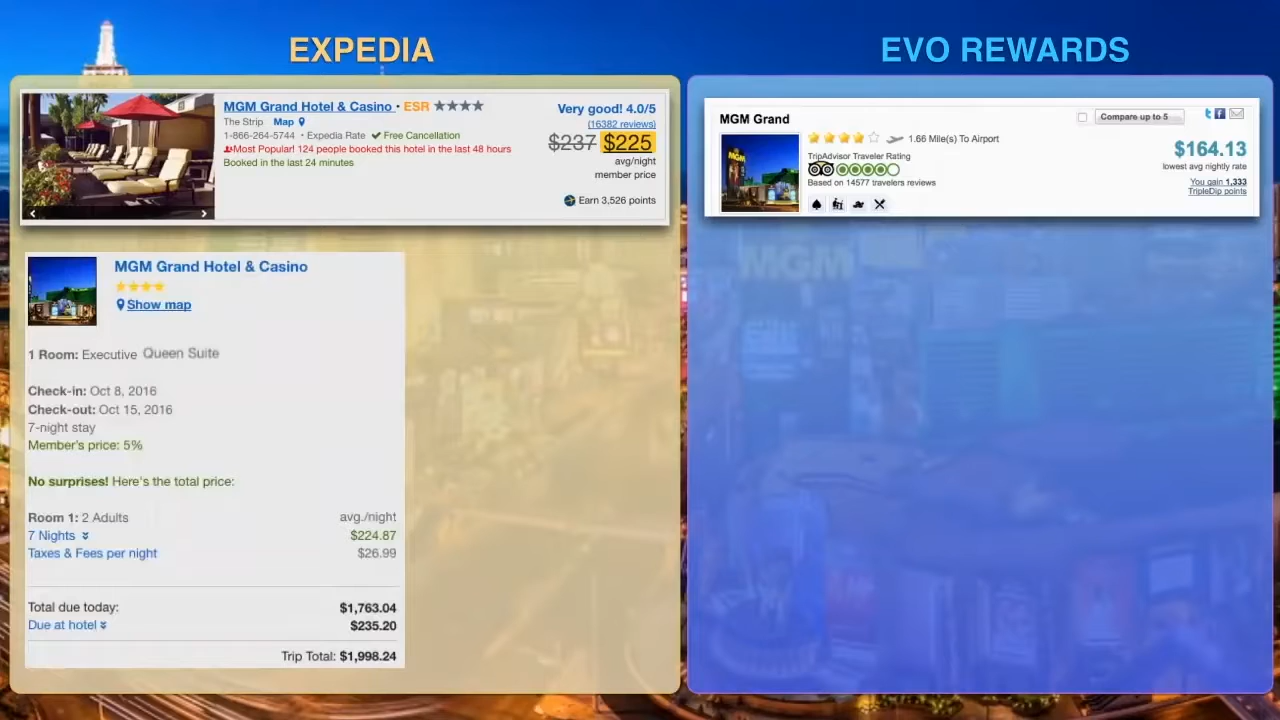 EXPEDIA
MGM Grand Hotel & Casino • ESR
The Strip Map
1-866-264-5744 • Expedia Rate Free Cancellation
Most Popular! 124 people booked this hotel in the last 48 hours
Booked in the last 24 minutes
Very good! 4.0/5
(16382 reviews)
$237 $225
avg/night
member price
Earn 3,526 points
MGM Grand Hotel & Casino
Show map
1 Room: Executive Queen Suite
Check-in: Oct 8, 2016
Check-out: Oct 15, 2016
7-night stay
Member's price: 5%
No surprises! Here's the total price:
Room 1: 2 Adults avg./night
7 Nights $224.87
Taxes & Fees per night $26.99
Total due today: $1,763.04
Due at hotel $235.20
Trip Total: $1,998.24
EVO REWARDS
MGM Grand
Compare up to 5
1.66 Mile(s) To Airport
TripAdvisor Traveler Rating
Based on 14577 travelers reviews
$164.13
lowest avg nightly rate
You gain 1,333
TripleDip points
MGM